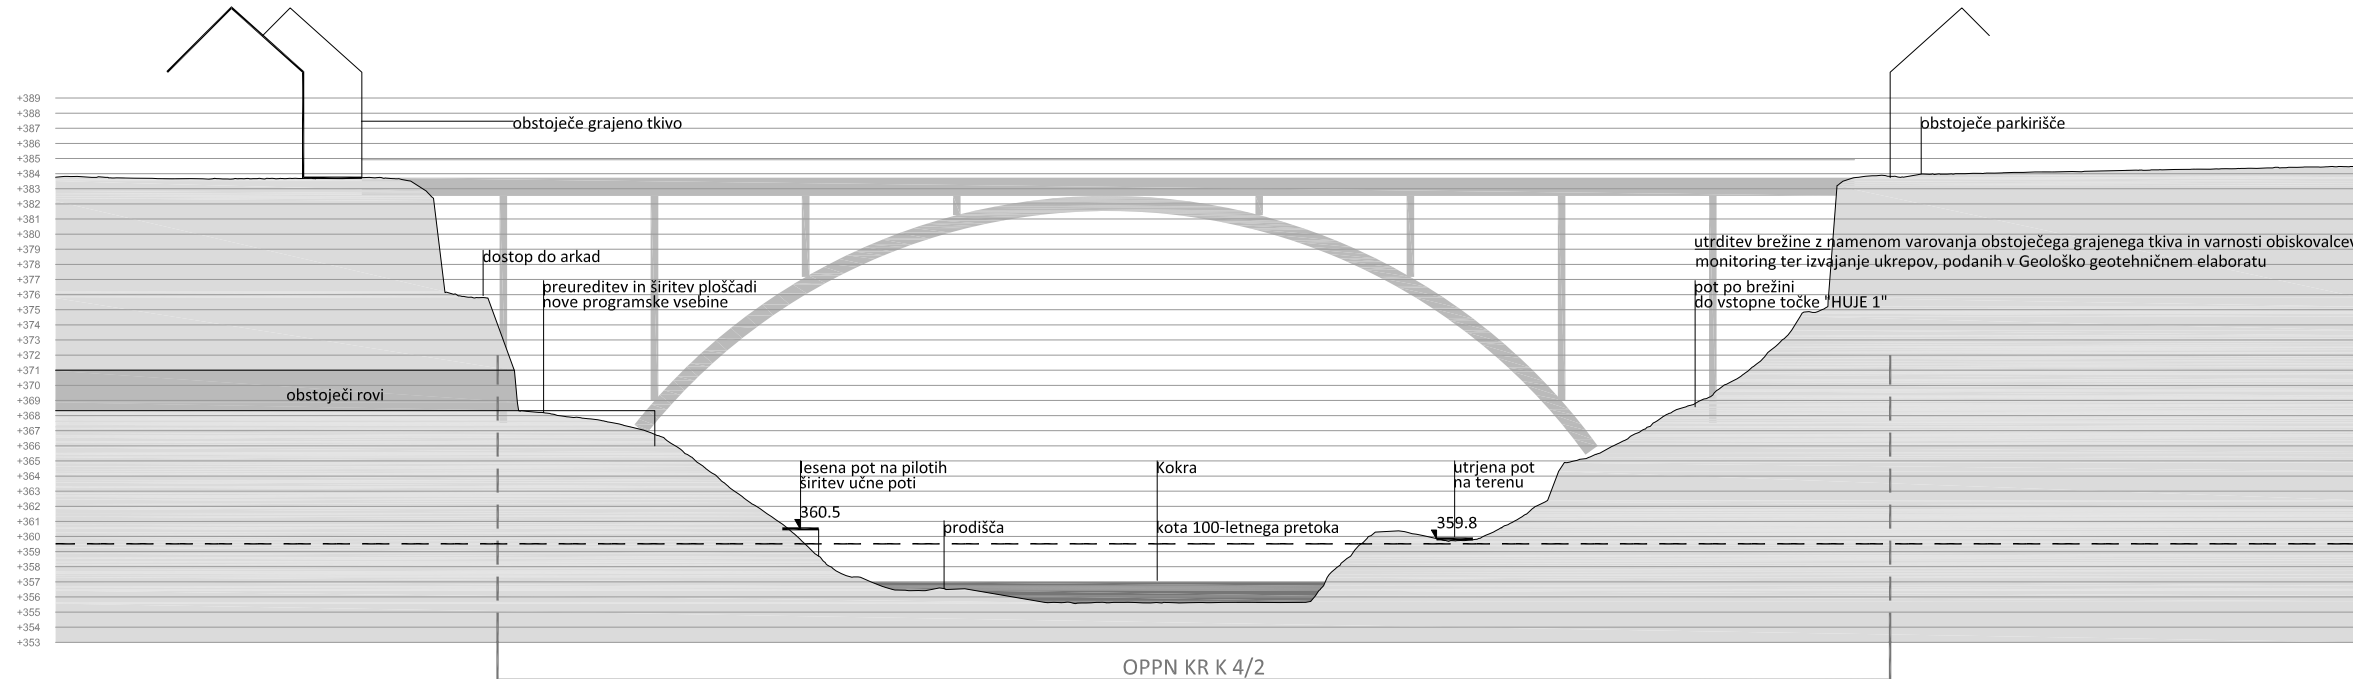 +389
+388
+387
+386
+385
+384
+383
+382
+381
+380
+379
+378
+377
+376
+375
+374
+373
+372
+371
+370
+369
+368
+367
+366
+365
+364
+363
+362
+361
+360
+359
+358
+357
+356
+355
+354
+353
obstoječe grajeno tkivo
obstoječe parkirišče
dostop do arkad
preureditev in širitev ploščadi
nove programske vsebine
utrditev brežine z namenom varovanja obstoječega grajenega tkiva in varnosti obiskovalcev
monitoring ter izvajanje ukrepov, podanih v Geološko geotehničnem elaboratu
pot po brežini
do vstopne točke "HUJE 1"
obstoječi rovi
lesena pot na pilotih
širitev učne poti
360.5
prodišča
Kokra
kota 100-letnega pretoka
utrjena pot
na terenu
359.8
OPPN KR K 4/2